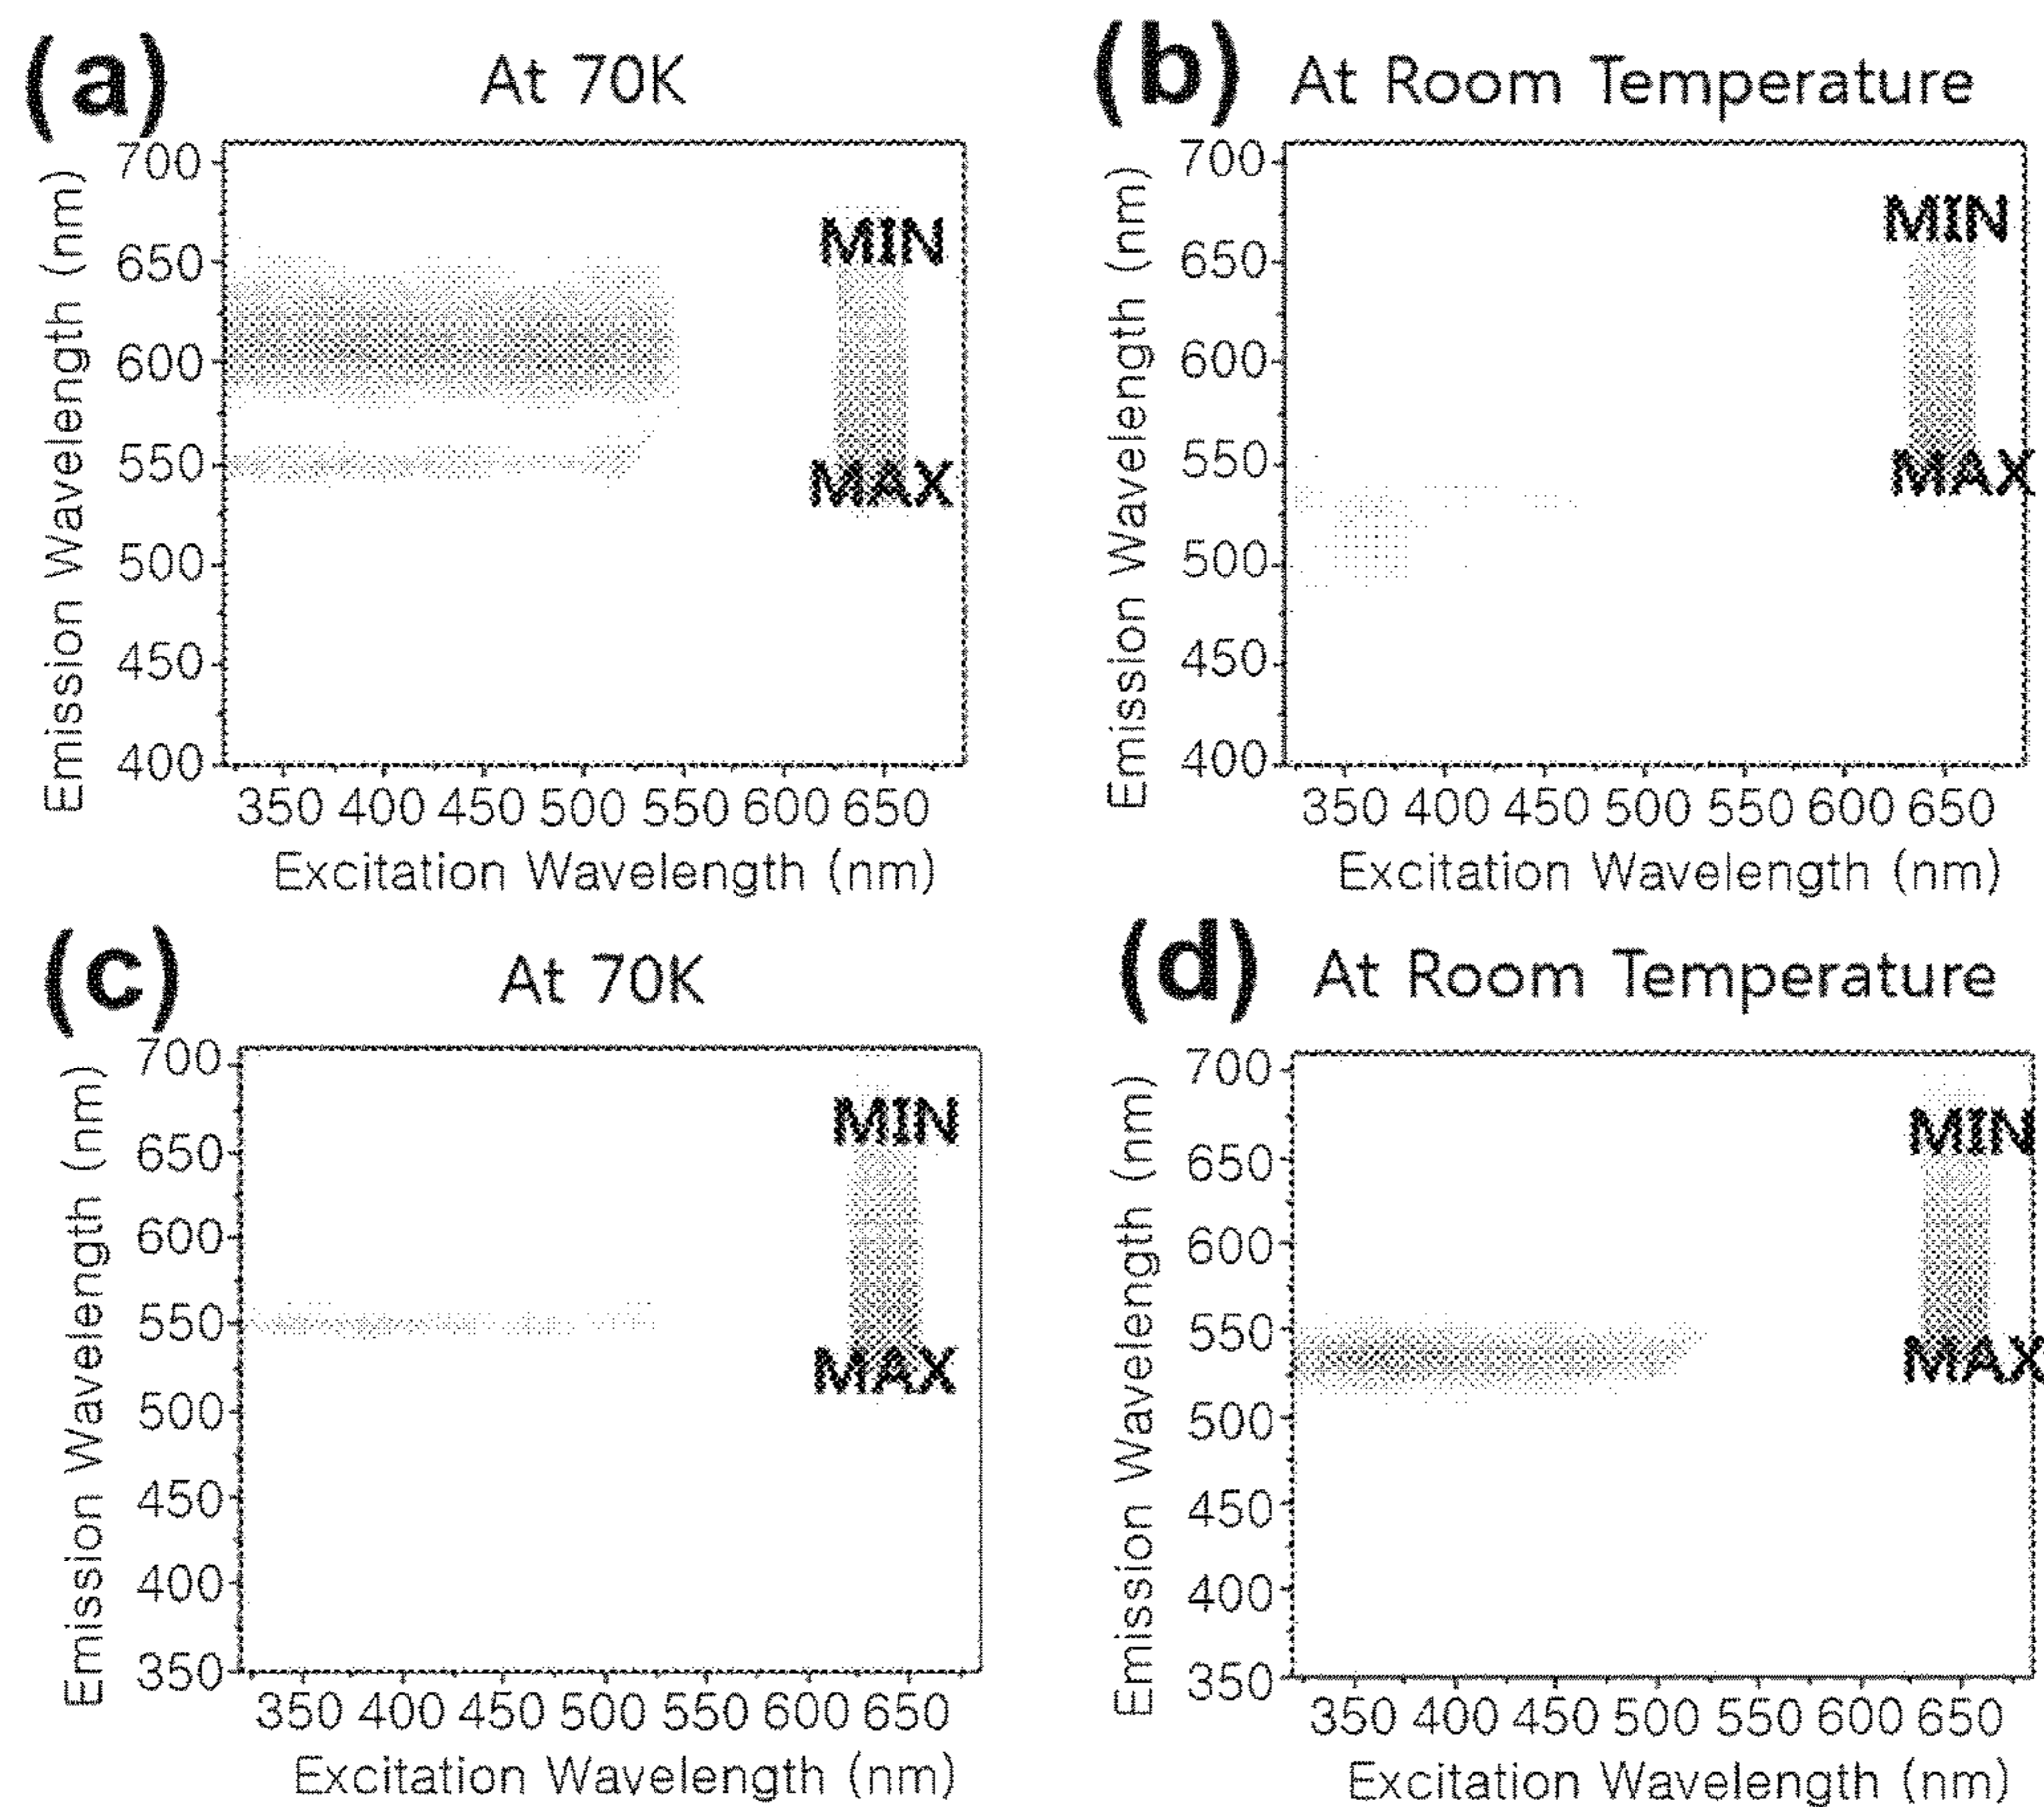 (a) At 70K
700
650
600
550
500
450
400
Emission Wavelength (nm)
MIN
MAX
350 400 450 500 550 600 650
Excitation Wavelength (nm)
(b) At Room Temperature
700
650
600
550
500
450
400
Emission Wavelength (nm)
MIN
MAX
350 400 450 500 550 600 650
Excitation Wavelength (nm)
(c) At 70K
700
650
600
550
500
450
400
350
Emission Wavelength (nm)
MIN
MAX
350 400 450 500 550 600 650
Excitation Wavelength (nm)
(d) At Room Temperature
700
650
600
550
500
450
400
350
Emission Wavelength (nm)
MIN
MAX
350 400 450 500 550 600 650
Excitation Wavelength (nm)